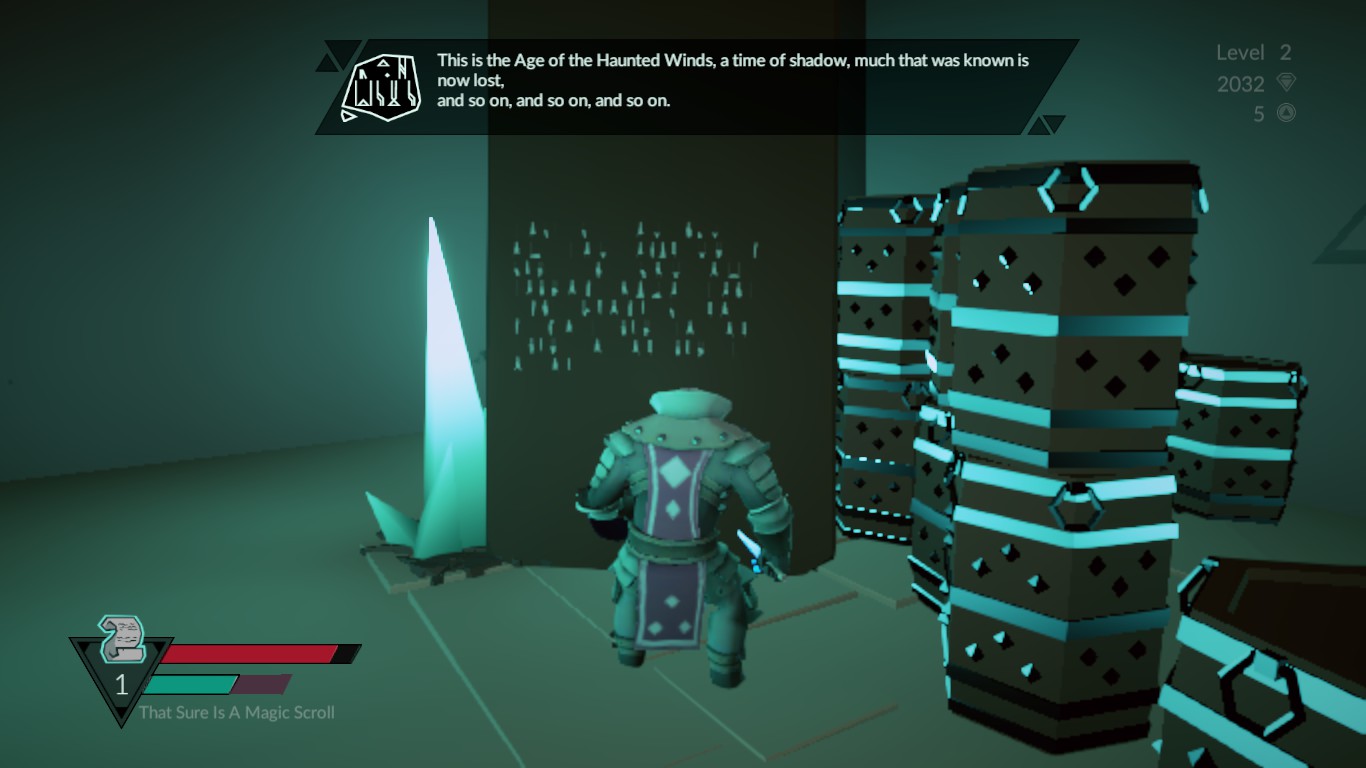 This is the Age of the Haunted Winds, a time of shadow, much that was known is
now lost,
and so on, and so on, and so on.
Level 2
2032
5
1
That Sure Is A Magic Scroll